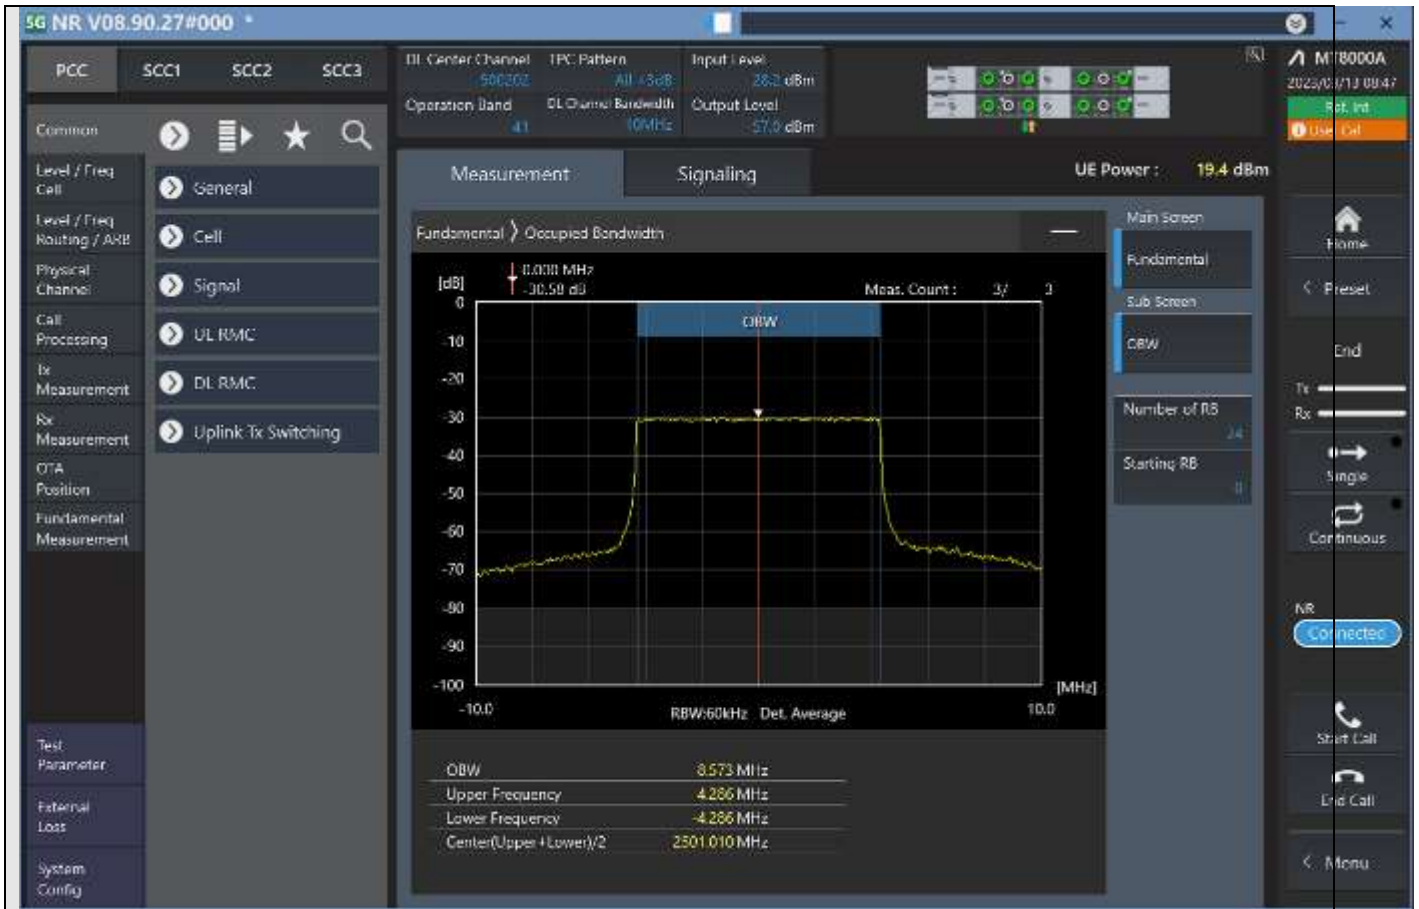 5G NR V08.90.27#000 *
PCC SCC1 SCC2 SCC3
Common
Level / Freq
Cell
Level / Freq
Routing / ARB
Physical
Channel
Call
Processing
Tx
Measurement
Rx
Measurement
OTA
Position
Fundamental
Measurement
Test
Parameter
External
Loss
System
Config
General
Cell
Signal
UL RMC
DL RMC
Uplink Tx Switching
DL Center Channel TPC Pattern Input Level
500202 All +3dB 28.2 dBm
Operation Band DL Channel Bandwidth Output Level
41 10MHz -57.0 dBm
Measurement Signaling UE Power : 19.4 dBm
Fundamental Occupied Bandwidth
0.000 MHz
[dB] -30.58 dB Meas. Count : 3/ 3
OBW
0
-10
-20
-30
-40
-50
-60
-70
-80
-90
-100
[MHz]
-10.0 RBW:60kHz Det. Average 10.0
OBW 8.573 MHz
Upper Frequency 4.286 MHz
Lower Frequency -4.286 MHz
Center(Upper+Lower)/2 2501.010 MHz
Main Screen
Fundamental
Sub Screen
OBW
Number of RB
24
Starting RB
0
MT8000A
Ref. Int
User Cal
Home
Preset
End
Tx
Rx
Single
Continuous
NR
Connected
Start Call
End Call
Menu